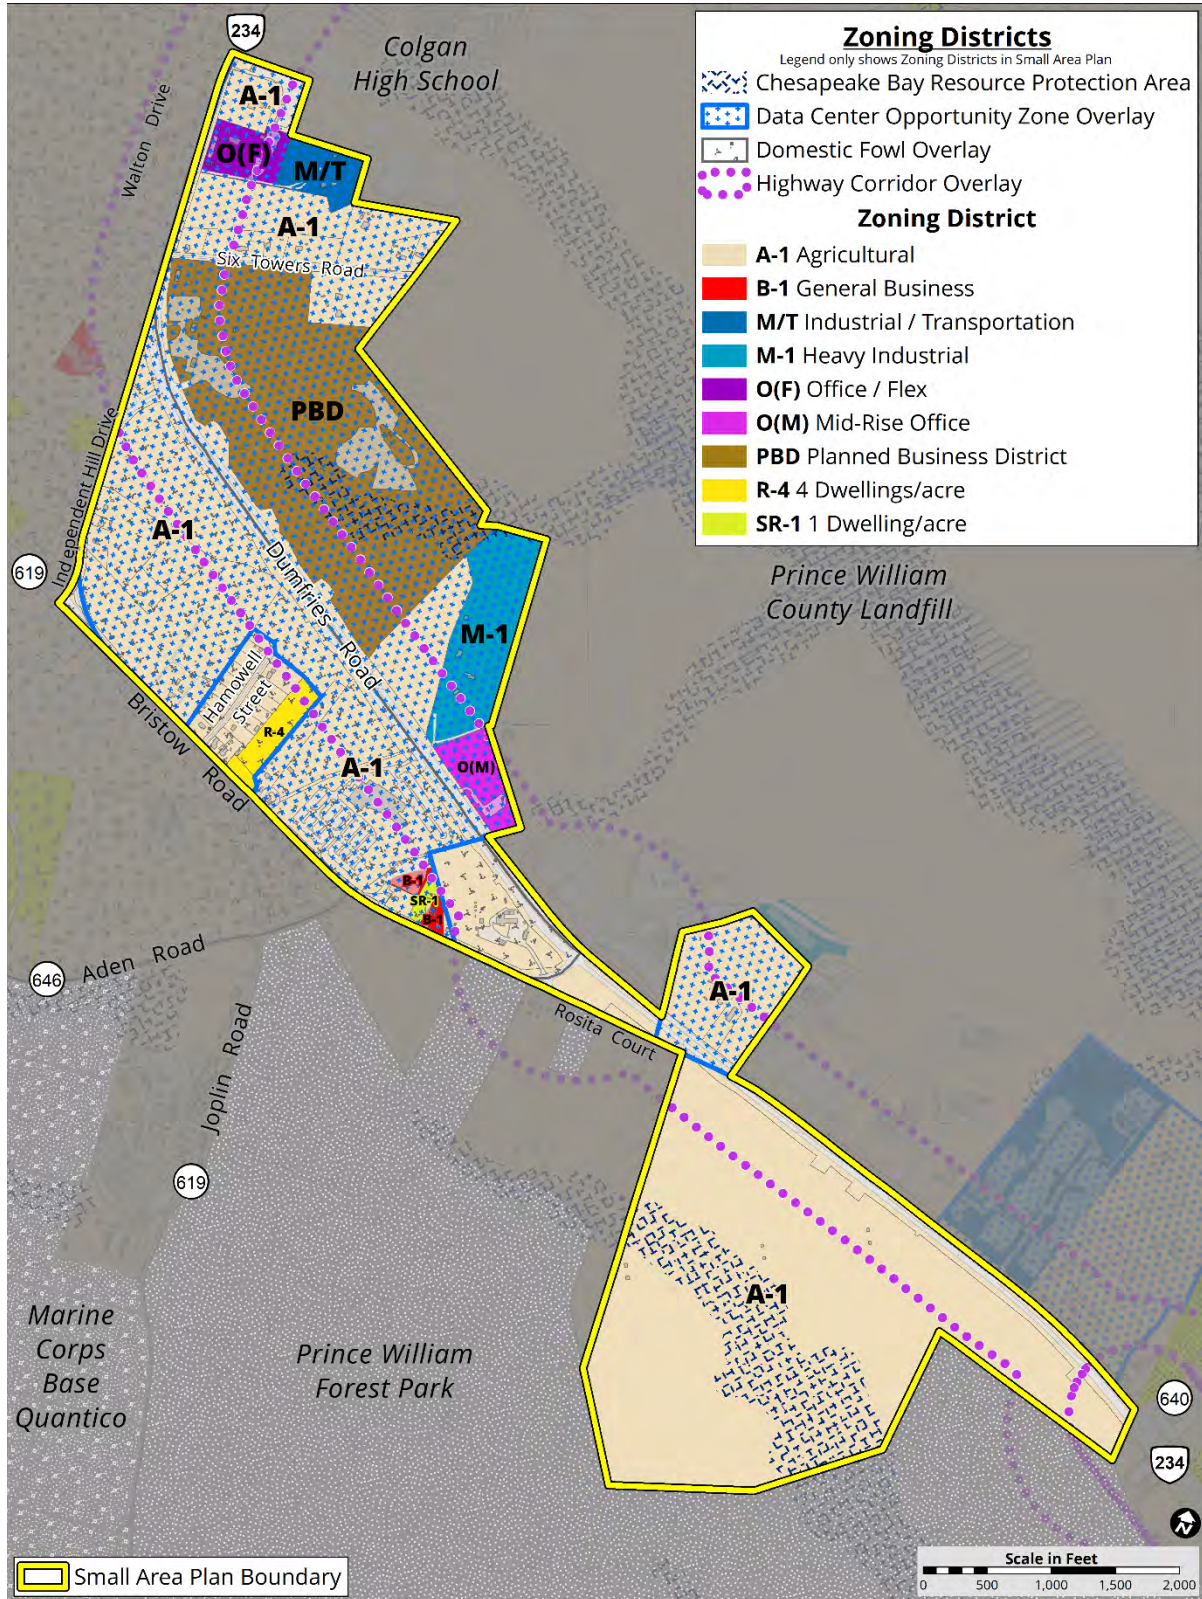 234
Colgan
High School
Walton Drive
A-1
O(F)
M/T
A-1
Six Towers Road
PBD
Independent Hill Drive
A-1
619
Dumfries Road
M-1
Hamowell
Street
R-4
Bristow Road
A-1
O(M)
B-1
SR-1
B-1
Prince William
County Landfill
646
Aden Road
Joplin Road
Rosita Court
A-1
619
A-1
Marine
Corps
Base
Quantico
Prince William
Forest Park
640
234
N
Zoning Districts
Legend only shows Zoning Districts in Small Area Plan
Chesapeake Bay Resource Protection Area
Data Center Opportunity Zone Overlay
Domestic Fowl Overlay
Highway Corridor Overlay
Zoning District
A-1 Agricultural
B-1 General Business
M/T Industrial / Transportation
M-1 Heavy Industrial
O(F) Office / Flex
O(M) Mid-Rise Office
PBD Planned Business District
R-4 4 Dwellings/acre
SR-1 1 Dwelling/acre
Small Area Plan Boundary
Scale in Feet
0 500 1,000 1,500 2,000